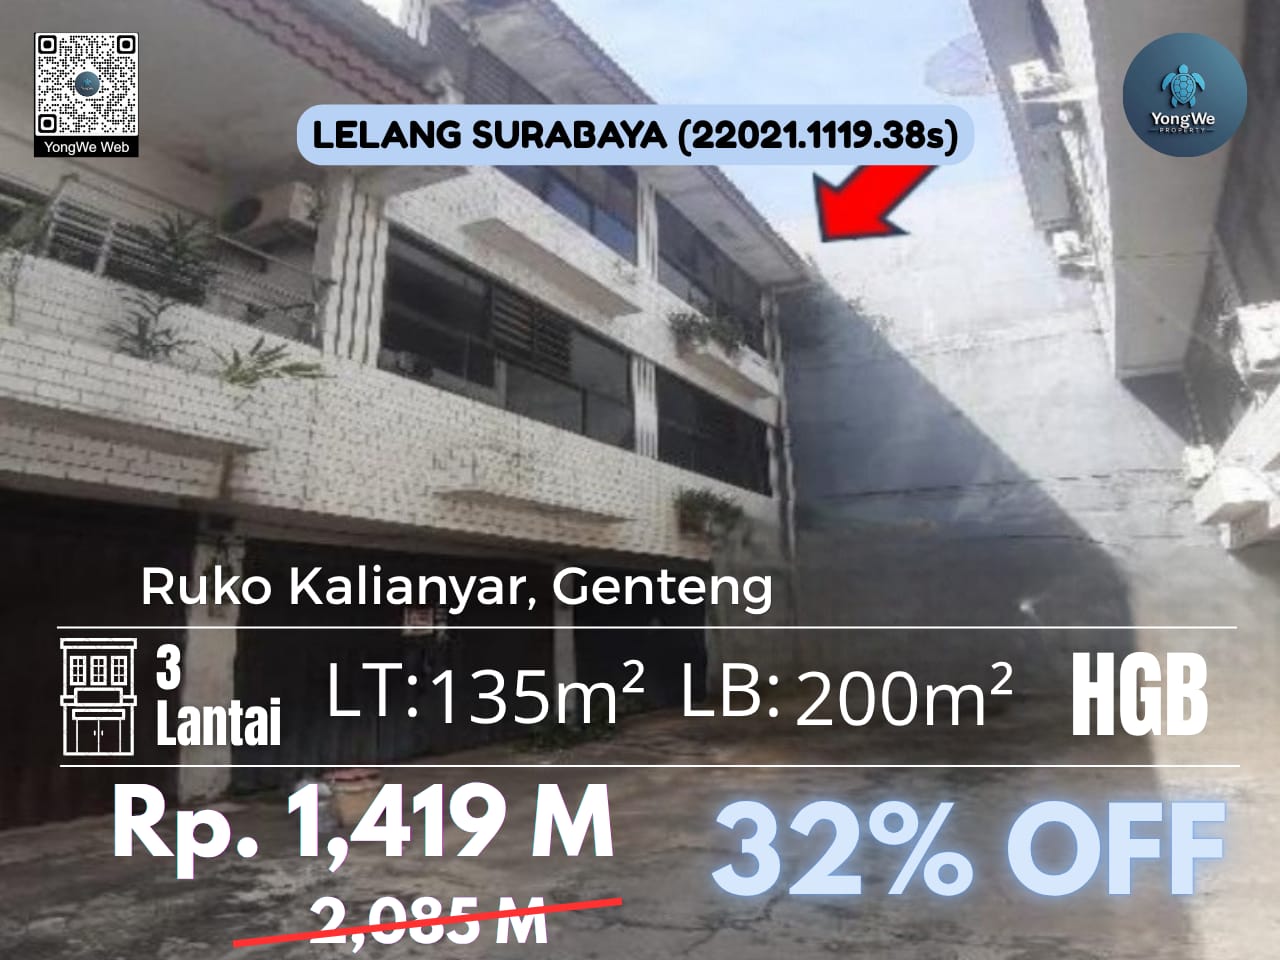 YongWe Web
LELANG SURABAYA (22021.1119.38s)
YongWe
PROPERTY
Ruko Kalianyar, Genteng
3
Lantai
LT: 135m²
LB: 200m²
HGB
Rp. 1,419 M
32% OFF
2,085 M